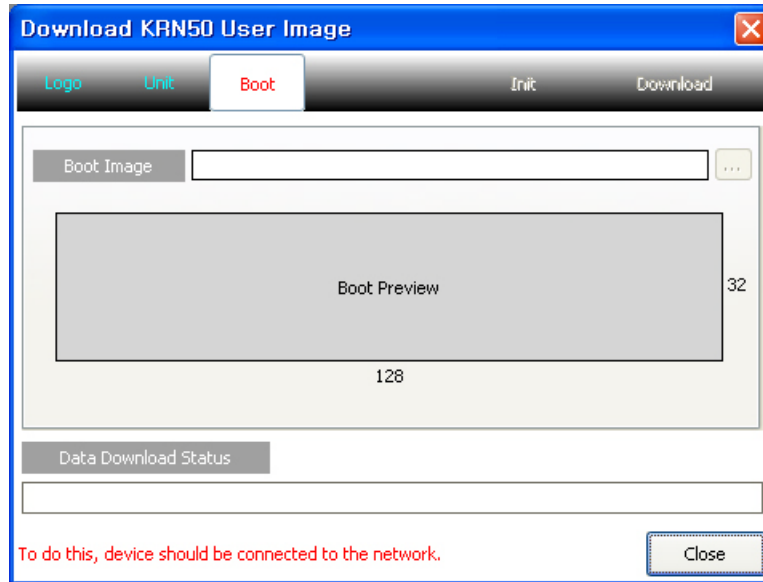 Download KRN50 User Image
Logo Unit Boot Init Download
Boot Image ...
Boot Preview
32
128
Data Download Status
To do this, device should be connected to the network.
Close